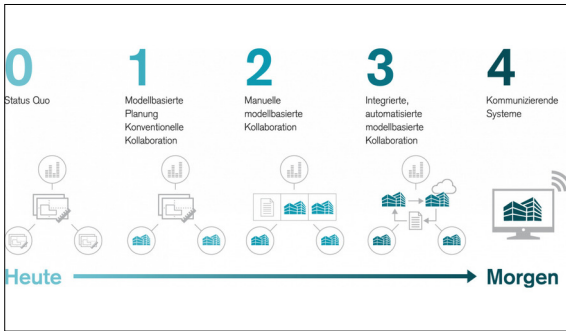 0
Status Quo
1
Modellbasierte
Planung
Konventionelle
Kollaboration
2
Manuelle
modellbasierte
Kollaboration
3
Integrierte,
automatisierte
modellbasierte
Kollaboration
4
Kommunizierende
Systeme
Heute
Morgen